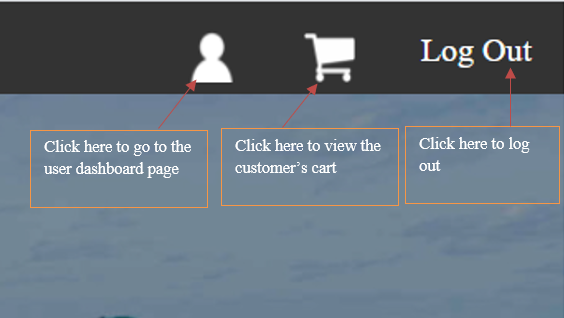 Log Out
Click here to go to the
user dashboard page
Click here to view the
customer’s cart
Click here to log
out